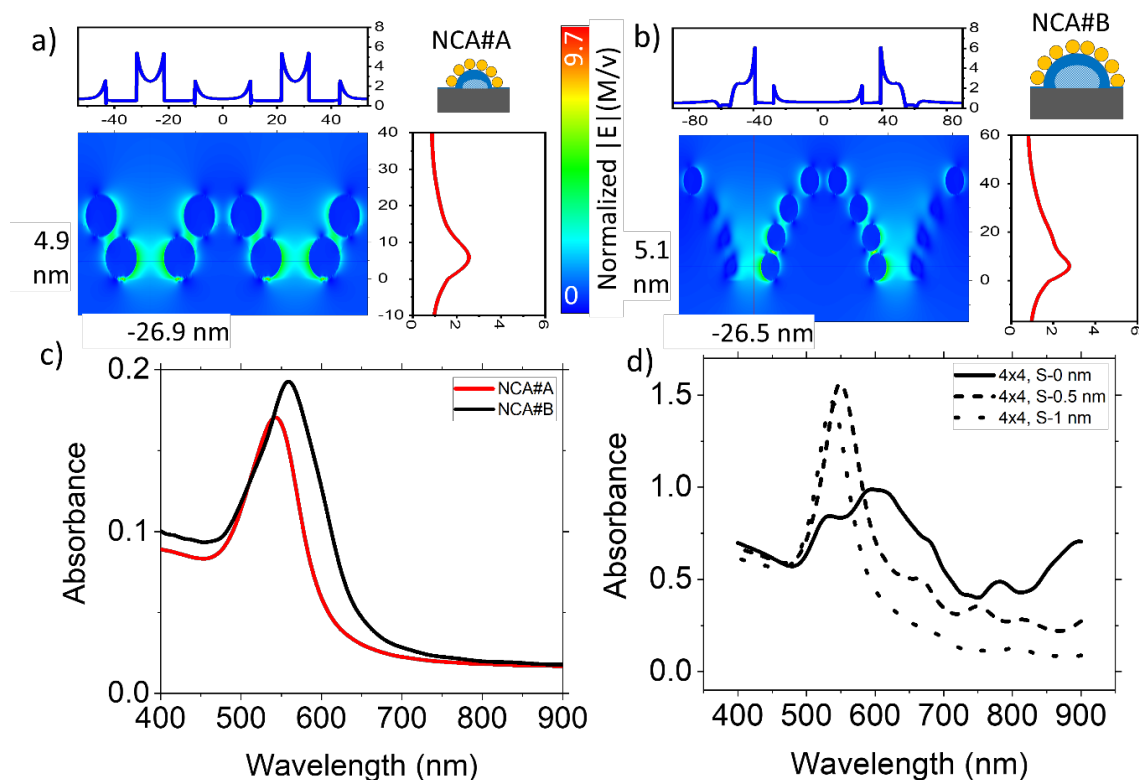 a)
NCA#A
8
6
4
2
0
-40 -20 0 20 40
4.9
nm
-26.9 nm
40
30
20
10
0
-10
0 2 4 6
9.7
Normalized |E|(M/v)
0
b)
NCA#B
8
6
4
2
0
-80 -40 0 40 80
5.1
nm
-26.5 nm
60
40
20
0
0 2 4 6
c)
NCA#A
NCA#B
0.2
0.1
0.0
Absorbance
400 500 600 700 800 900
Wavelength (nm)
d)
4x4, S-0 nm
4x4, S-0.5 nm
4x4, S-1 nm
1.5
1.0
0.5
0.0
Absorbance
400 500 600 700 800 900
Wavelength (nm)